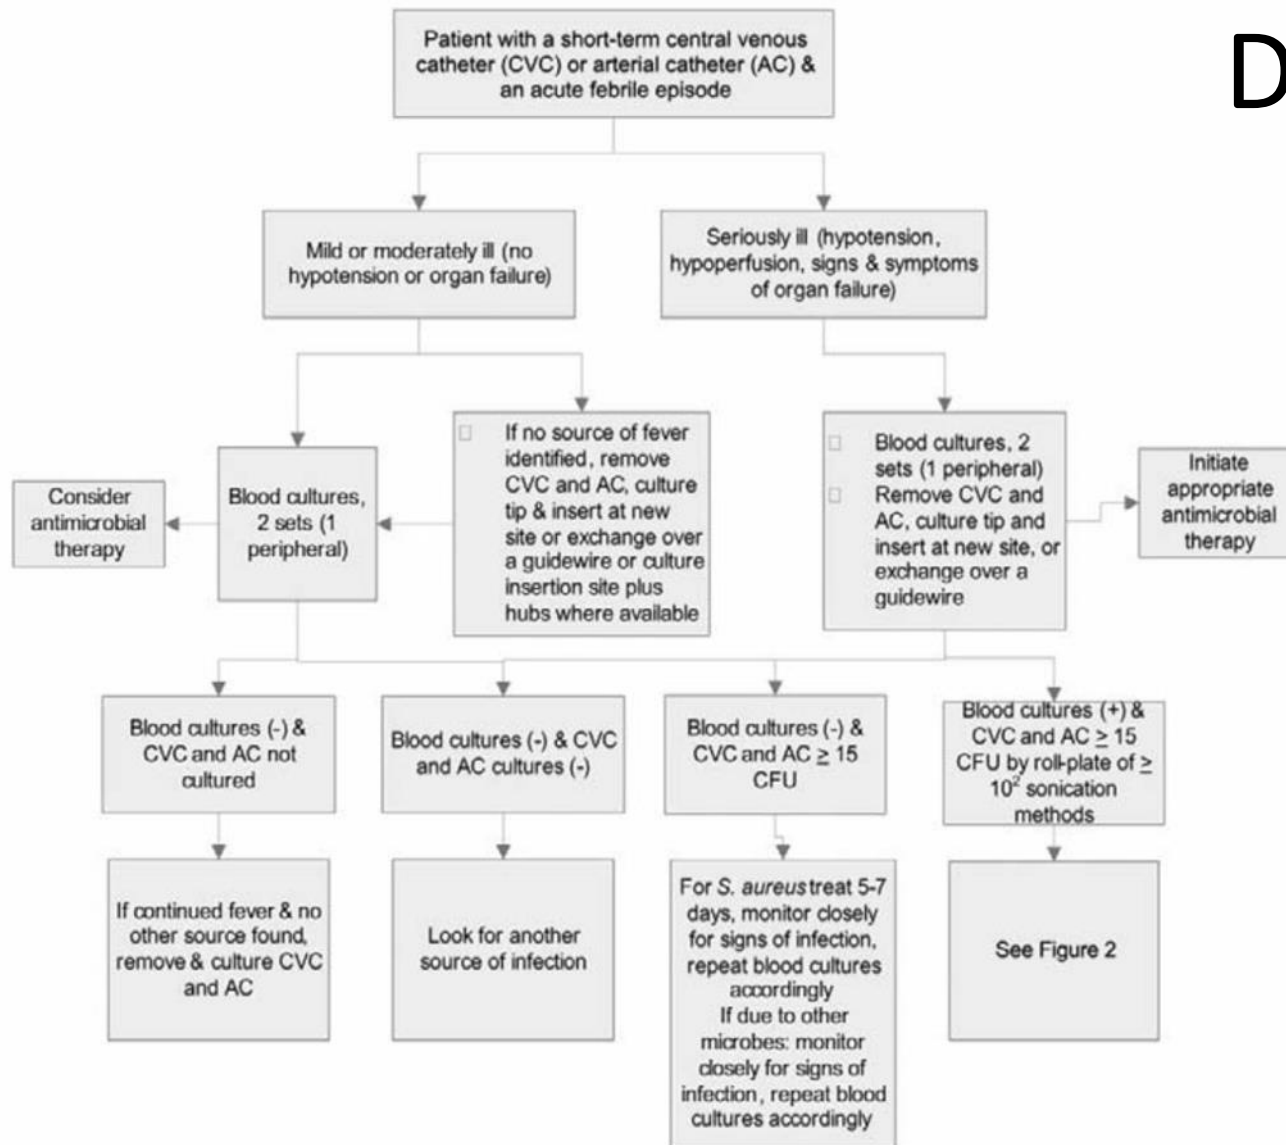 D
Patient with a short-term central venous
catheter (CVC) or arterial catheter (AC) &
an acute febrile episode
Mild or moderately ill (no
hypotension or organ failure)
Seriously ill (hypotension,
hypoperfusion, signs & symptoms
of organ failure)
Consider
antimicrobial
therapy
Blood cultures,
2 sets (1
peripheral)
If no source of fever
identified, remove
CVC and AC, culture
tip & insert at new
site or exchange over
a guidewire or culture
insertion site plus
hubs where available
Blood cultures, 2
sets (1 peripheral)
Remove CVC and
AC, culture tip and
insert at new site, or
exchange over a
guidewire
Initiate
appropriate
antimicrobial
therapy
Blood cultures (-) &
CVC and AC not
cultured
Blood cultures (-) & CVC
and AC cultures (-)
Blood cultures (-) &
CVC and AC ≥ 15
CFU
Blood cultures (+) &
CVC and AC ≥ 15
CFU by roll-plate of ≥
10² sonication
methods
If continued fever & no
other source found,
remove & culture CVC
and AC
Look for another
source of infection
For S. aureus treat 5-7
days, monitor closely
for signs of infection,
repeat blood cultures
accordingly
If due to other
microbes: monitor
closely for signs of
infection, repeat blood
cultures accordingly
See Figure 2